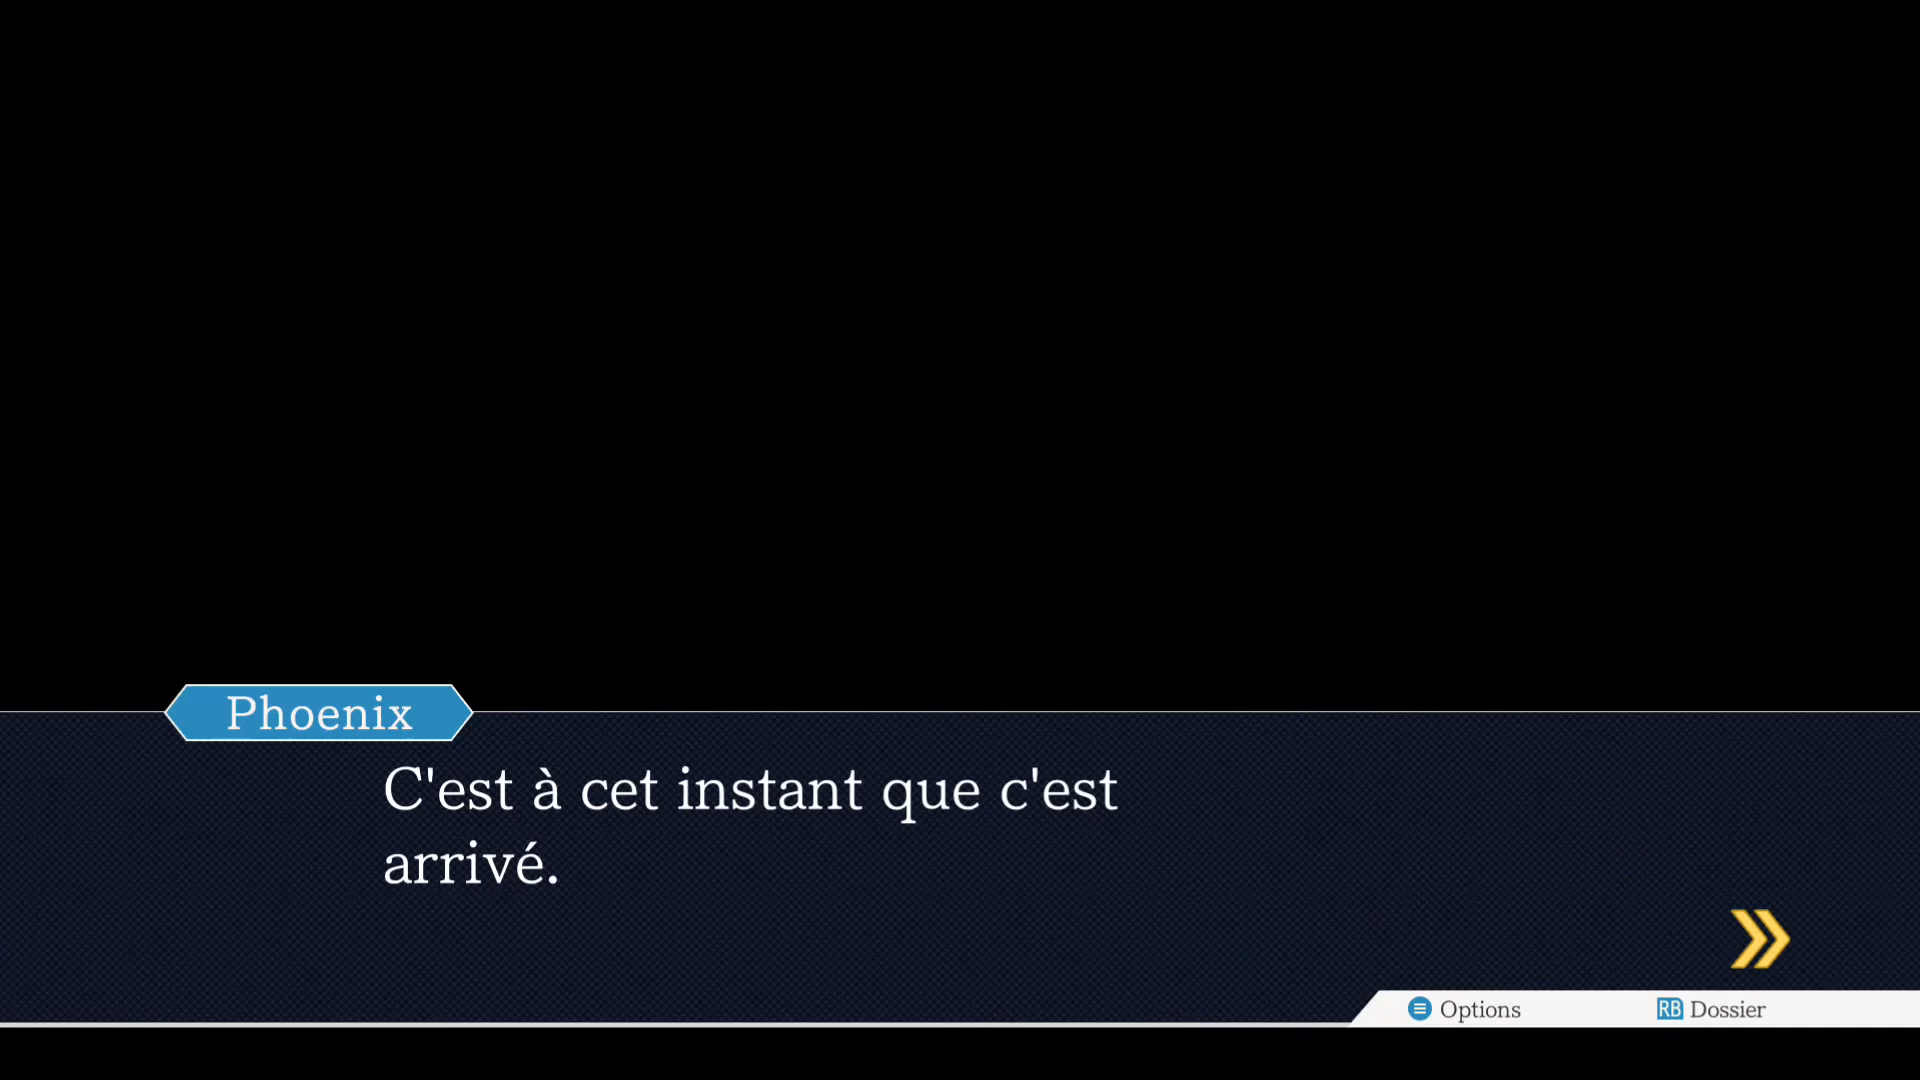 Phoenix
C'est à cet instant que c'est
arrivé.
Options
RB Dossier